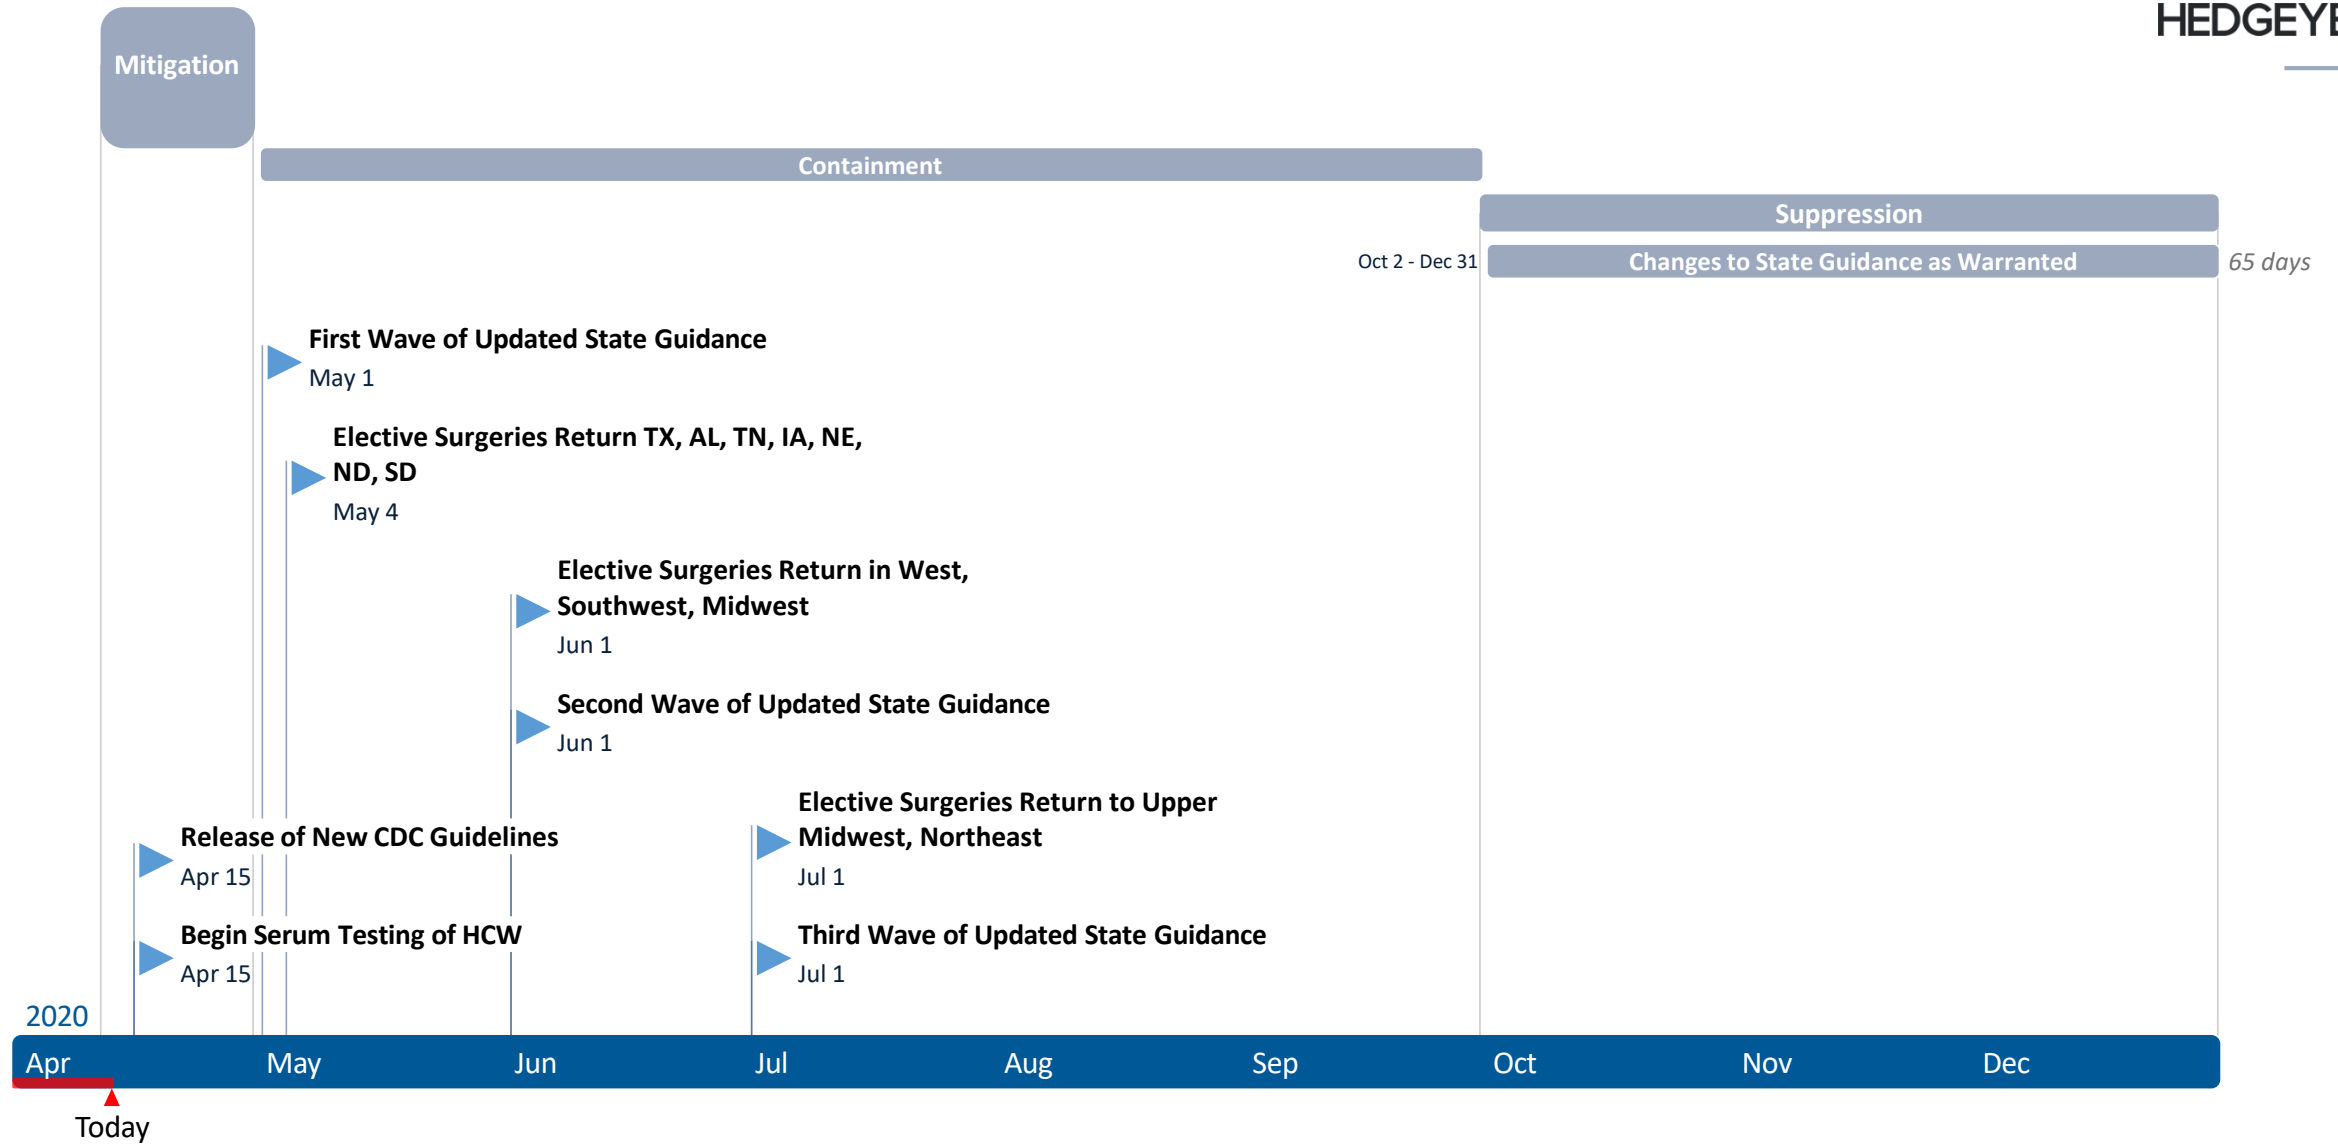 HEDGEYE
Mitigation
Containment
Suppression
Oct 2 - Dec 31
Changes to State Guidance as Warranted
65 days
First Wave of Updated State Guidance
May 1
Elective Surgeries Return TX, AL, TN, IA, NE,
ND, SD
May 4
Elective Surgeries Return in West,
Southwest, Midwest
Jun 1
Second Wave of Updated State Guidance
Jun 1
Elective Surgeries Return to Upper
Midwest, Northeast
Jul 1
Release of New CDC Guidelines
Apr 15
Begin Serum Testing of HCW
Apr 15
Third Wave of Updated State Guidance
Jul 1
2020
Apr May Jun Jul Aug Sep Oct Nov Dec
Today